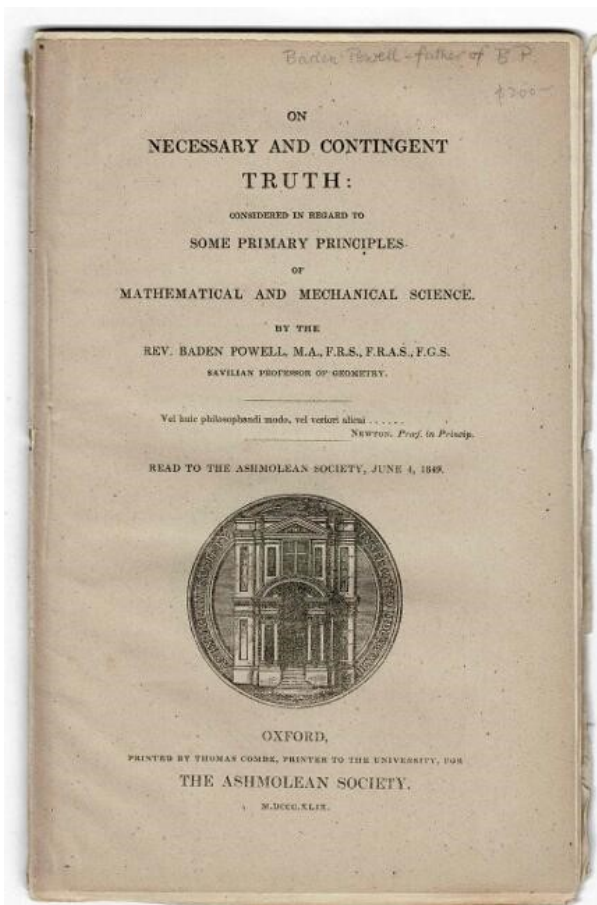 Baden Powell - father of B P.
$200-
ON
NECESSARY AND CONTINGENT
TRUTH:
CONSIDERED IN REGARD TO
SOME PRIMARY PRINCIPLES
OF
MATHEMATICAL AND MECHANICAL SCIENCE.
BY THE
REV. BADEN POWELL, M.A., F.R.S., F.R.A.S., F.G.S.
SAVILIAN PROFESSOR OF GEOMETRY.
Vel huic philosophandi modo, vel veriori alicui ......
NEWTON, Præf. in Princip.
READ TO THE ASHMOLEAN SOCIETY, JUNE 4, 1849.
OXFORD,
PRINTED BY THOMAS COMBE, PRINTER TO THE UNIVERSITY, FOR
THE ASHMOLEAN SOCIETY.
M.DCCC.XLIX.